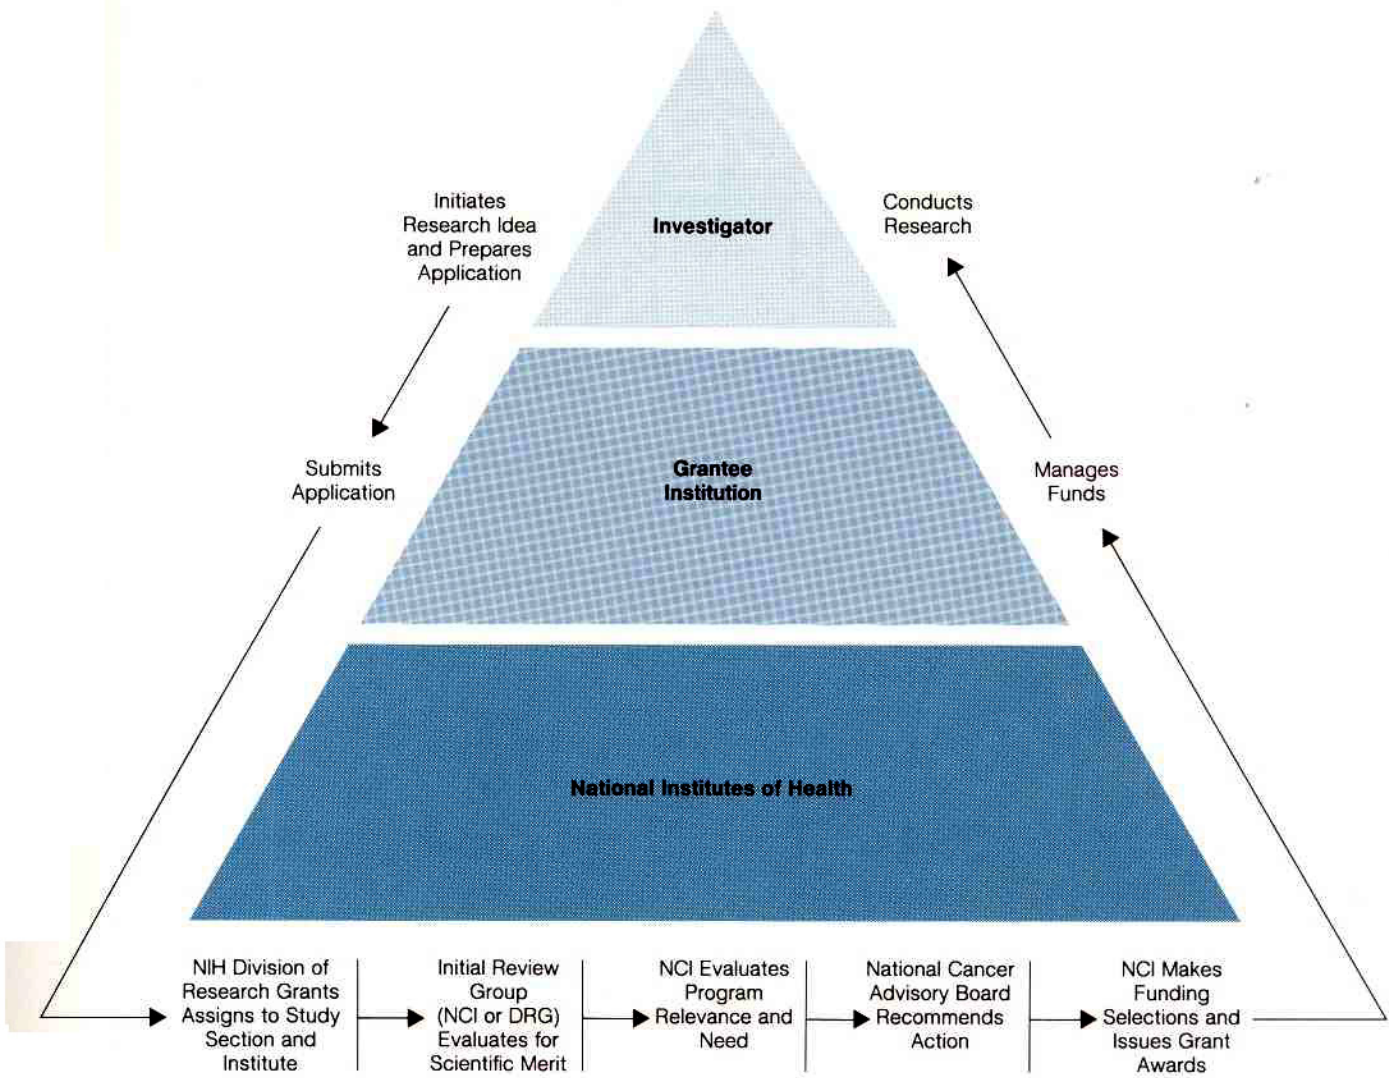 Initiates
Research Idea
and Prepares
Application
Investigator
Conducts
Research
Submits
Application
Grantee
Institution
Manages
Funds
National Institutes of Health
NIH Division of
Research Grants
Assigns to Study
Section and
Institute
Initial Review
Group
(NCI or DRG)
Evaluates for
Scientific Merit
NCI Evaluates
Program
Relevance and
Need
National Cancer
Advisory Board
Recommends
Action
NCI Makes
Funding
Selections and
Issues Grant
Awards